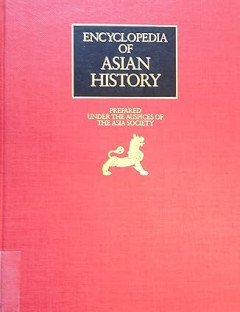 ENCYCLOPEDIA
OF
ASIAN
HISTORY
PREPARED
UNDER THE AUSPICES OF
THE ASIA SOCIETY